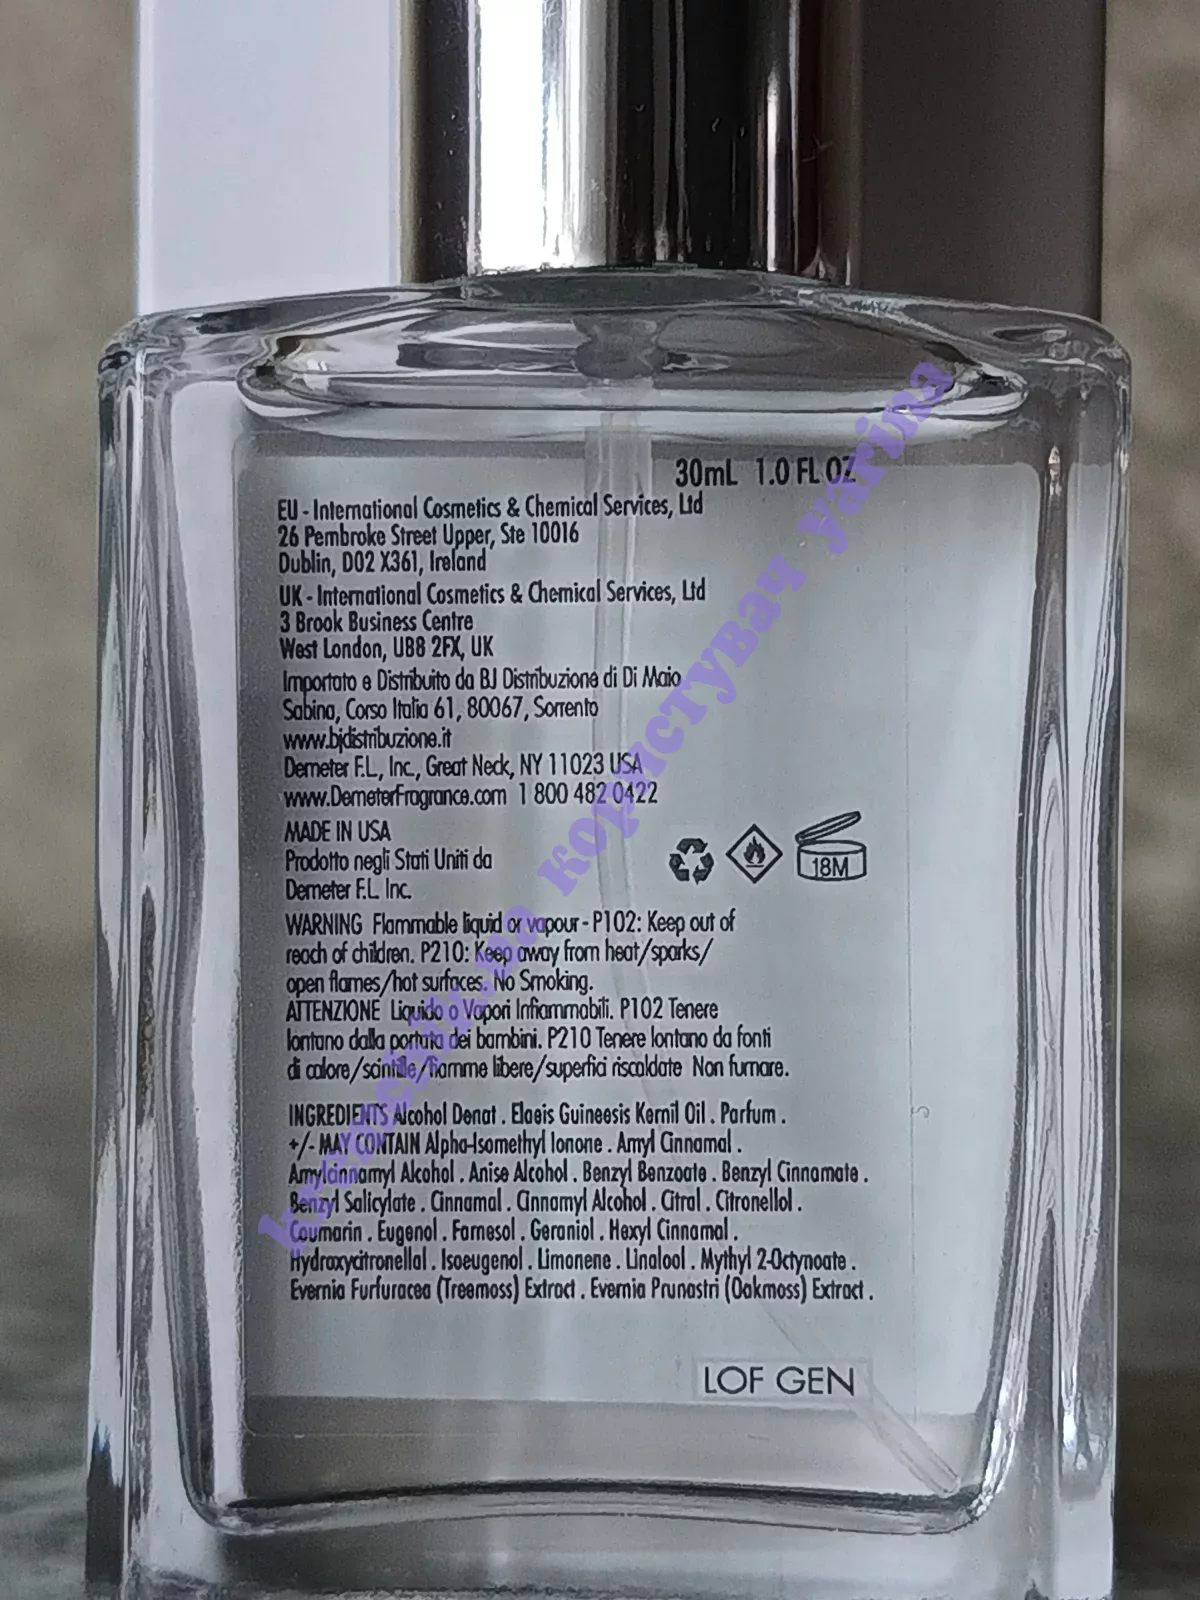 30mL 1.0 FL OZ
EU - International Cosmetics & Chemical Services, Ltd
26 Pembroke Street Upper, Ste 10016
Dublin, D02 X361, Ireland
UK - International Cosmetics & Chemical Services, Ltd
3 Brook Business Centre
West London, UB8 2FX, UK
Importato e Distribuito da BJ Distribuzione di Di Maio
Sabina, Corso Italia 61, 80067, Sorrento
www.bjdistribuzione.it
Demeter F.L., Inc., Great Neck, NY 11023 USA
www.DemeterFragrance.com 1 800 482 0422
MADE IN USA
Prodotto negli Stati Uniti da
Demeter F.L. Inc.
18M
WARNING Flammable liquid or vapour - P102: Keep out of
reach of children. P210: Keep away from heat/sparks/
open flames/hot surfaces. No Smoking.
ATTENZIONE Liquido o Vapori Infiammabili. P102 Tenere
lontano dalla portata dei bambini. P210 Tenere lontano da fonti
di calore/scintille/fiamme libere/superfici riscaldate Non fumare.
INGREDIENTS Alcohol Denat . Elaeis Guineesis Kernil Oil . Parfum .
+/- MAY CONTAIN Alpha-Isomethyl Ionone . Amyl Cinnamal .
Amylcinnamyl Alcohol . Anise Alcohol . Benzyl Benzoate . Benzyl Cinnamate .
Benzyl Salicylate . Cinnamal . Cinnamyl Alcohol . Citral . Citronellol .
Coumarin . Eugenol . Farnesol . Geraniol . Hexyl Cinnamal .
Hydroxycitronellal . Isoeugenol . Limonene . Linalool . Mythyl 2-Octynoate .
Evernia Furfuracea (Treemoss) Extract . Evernia Prunastri (Oakmoss) Extract .
LOF GEN
користувач yarina